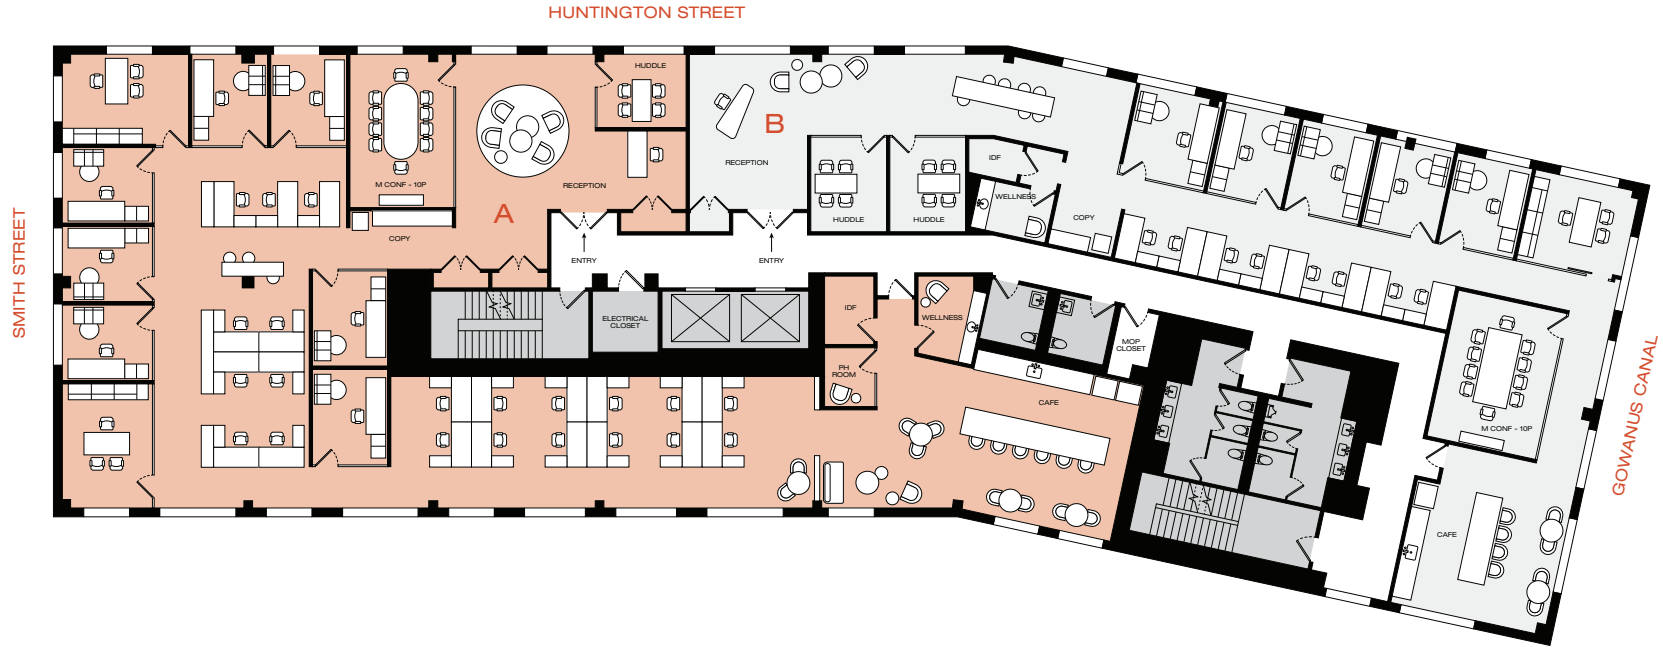 HUNTINGTON STREET
SMITH STREET
GOWANUS CANAL
HUDDLE
B
RECEPTION
M CONF - 10P
RECEPTION
A
COPY
HUDDLE
HUDDLE
IDF
WELLNESS
COPY
ENTRY
ENTRY
ELECTRICAL
CLOSET
IDF
WELLNESS
MOP
CLOSET
PH
ROOM
CAFE
M CONF - 10P
CAFE